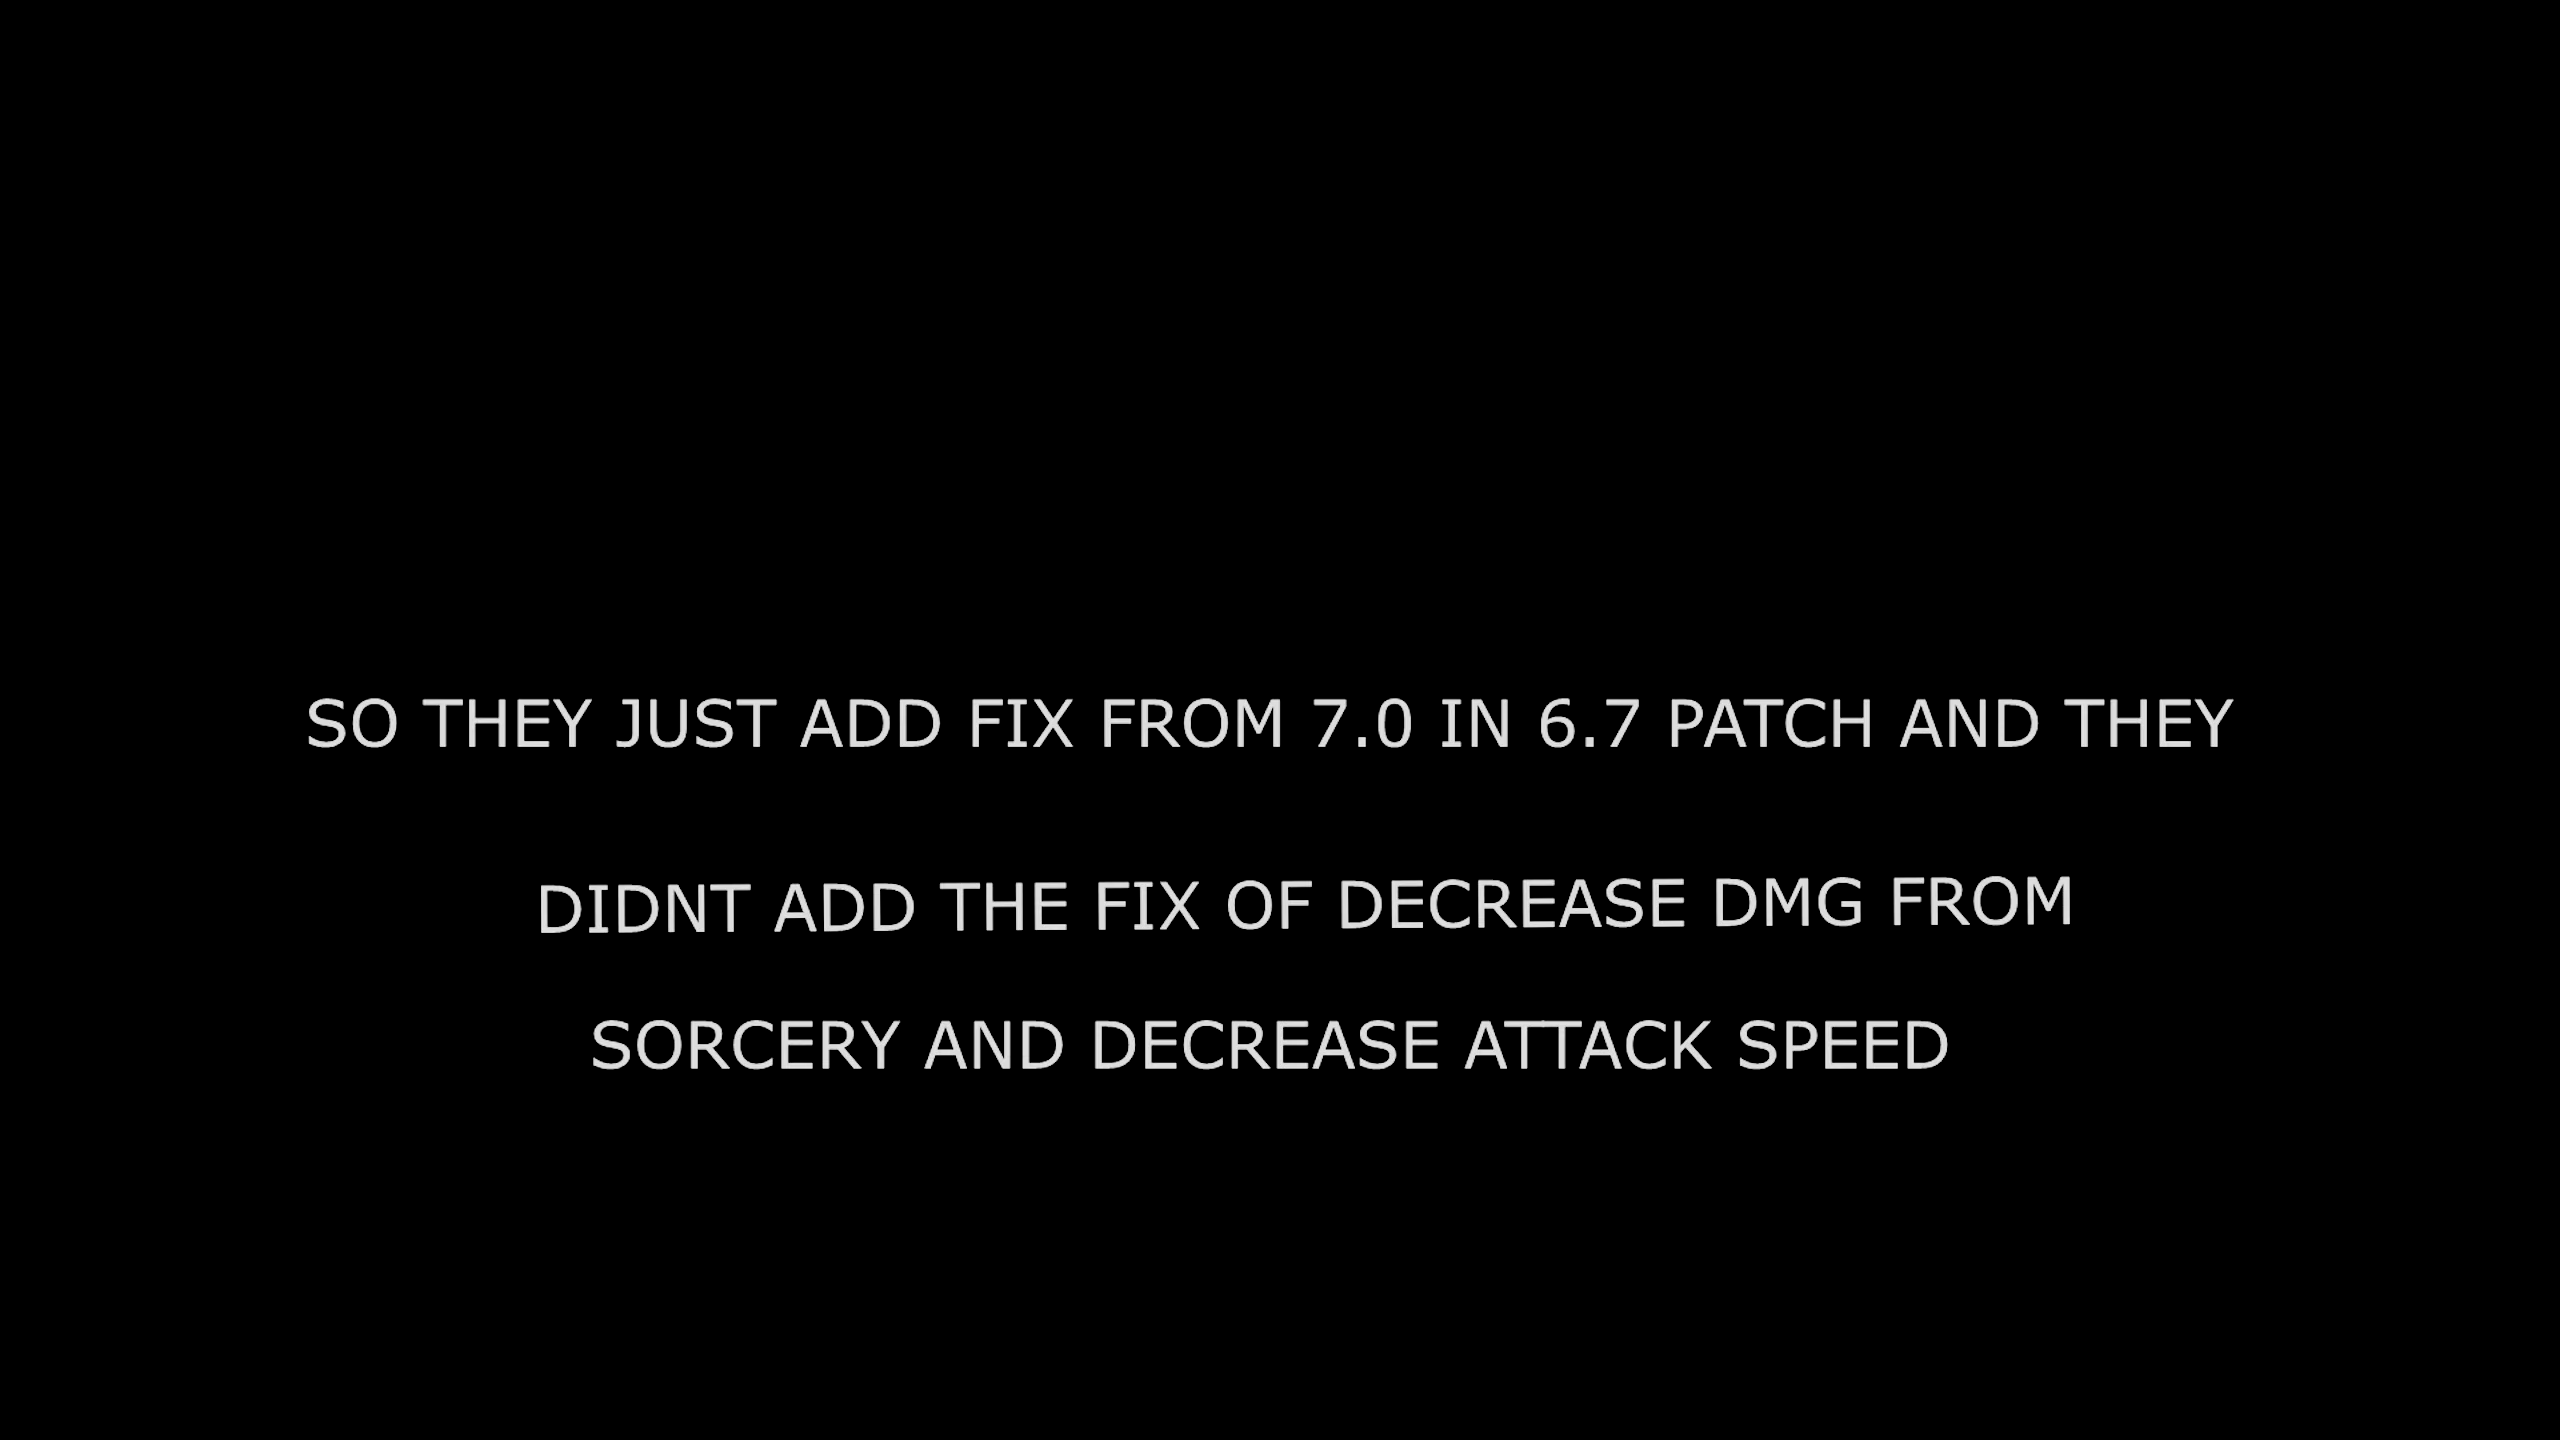 SO THEY JUST ADD FIX FROM 7.0 IN 6.7 PATCH AND THEY
DIDNT ADD THE FIX OF DECREASE DMG FROM
SORCERY AND DECREASE ATTACK SPEED